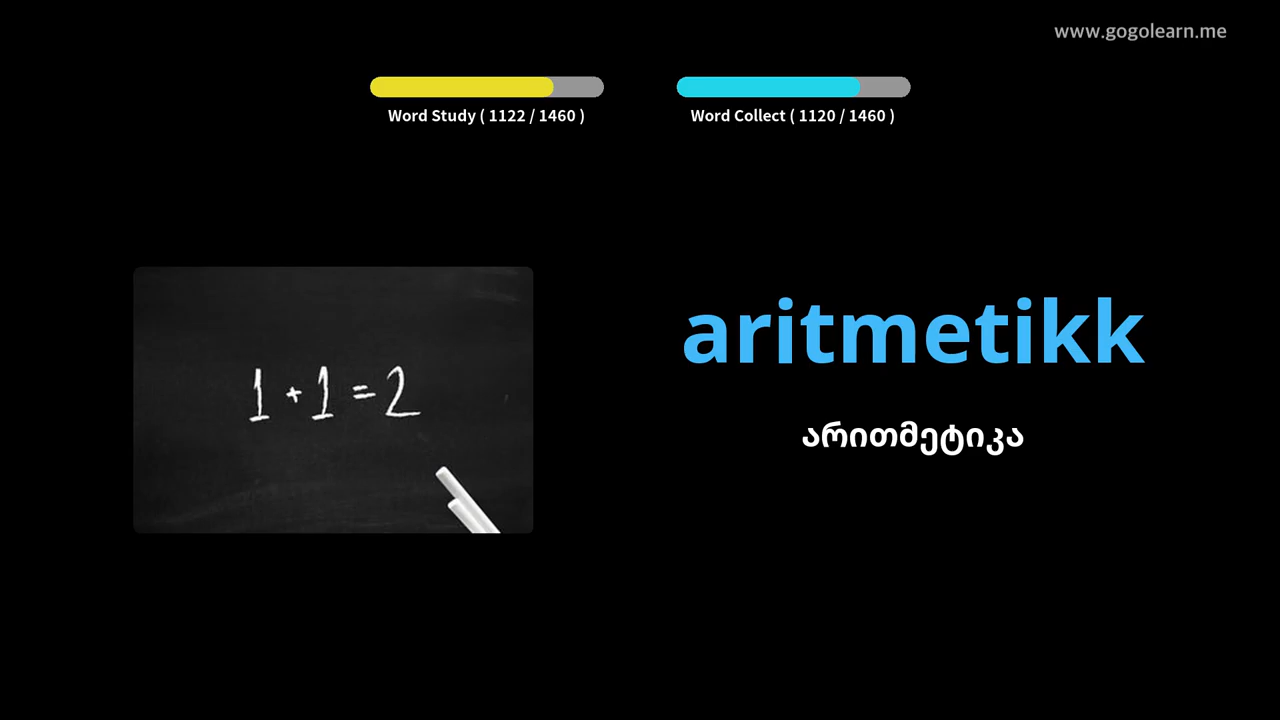 www.gogolearn.me
Word Study ( 1122 / 1460 )
Word Collect ( 1120 / 1460 )
aritmetikk
არითმეტიკა
1 + 1 = 2